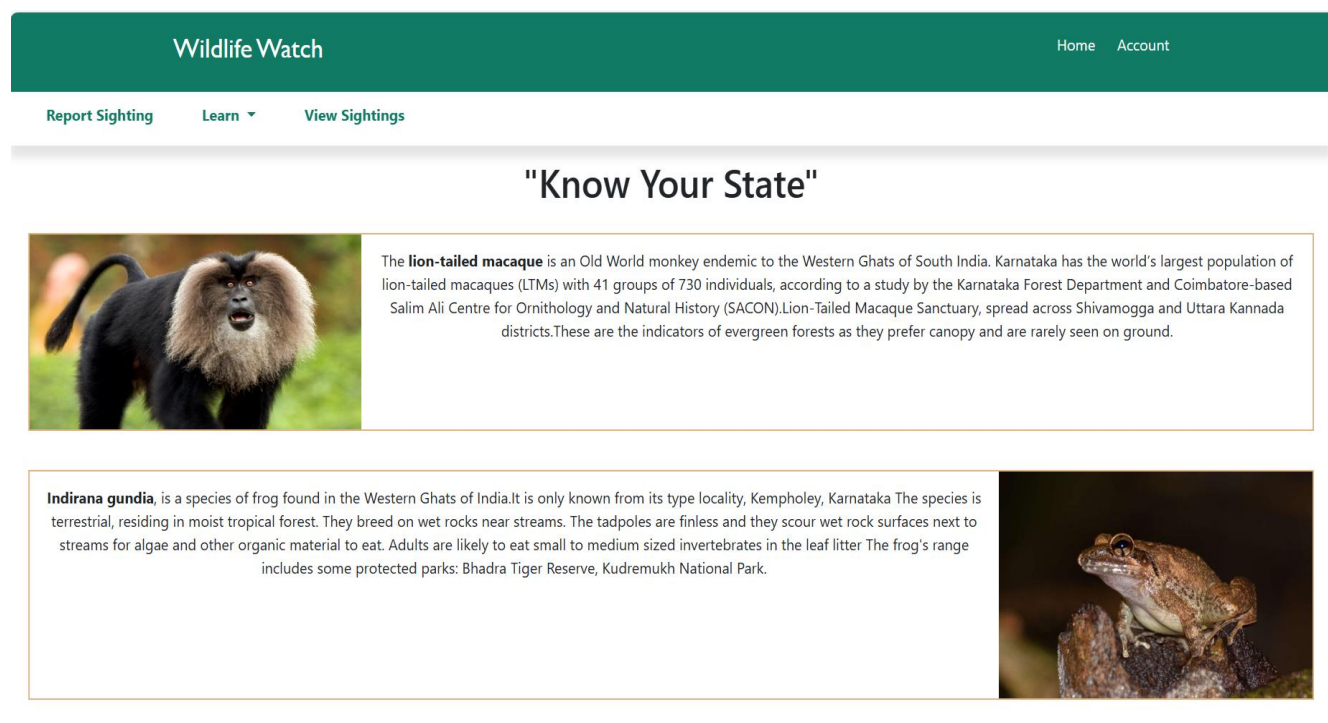 Wildlife Watch
Home Account
Report Sighting Learn View Sightings
"Know Your State"
The lion-tailed macaque is an Old World monkey endemic to the Western Ghats of South India. Karnataka has the world's largest population of
lion-tailed macaques (LTMs) with 41 groups of 730 individuals, according to a study by the Karnataka Forest Department and Coimbatore-based
Salim Ali Centre for Ornithology and Natural History (SACON).Lion-Tailed Macaque Sanctuary, spread across Shivamogga and Uttara Kannada
districts.These are the indicators of evergreen forests as they prefer canopy and are rarely seen on ground.
Indirana gundia, is a species of frog found in the Western Ghats of India.It is only known from its type locality, Kempholey, Karnataka The species is
terrestrial, residing in moist tropical forest. They breed on wet rocks near streams. The tadpoles are finless and they scour wet rock surfaces next to
streams for algae and other organic material to eat. Adults are likely to eat small to medium sized invertebrates in the leaf litter The frog's range
includes some protected parks: Bhadra Tiger Reserve, Kudremukh National Park.